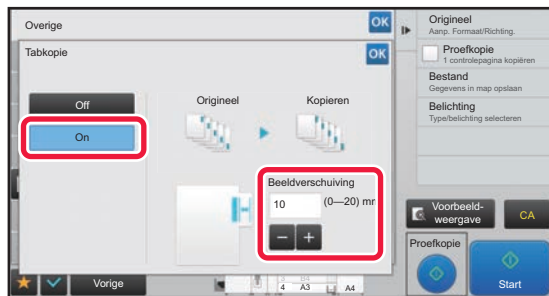 Overige
OK
Tabkopie
OK
Off
On
Origineel
Kopieren
Beeldverschuiving
10
(0—20) mm
Vorige
3 B4
4 A3
A4
Origineel
Aanp. Formaat/Richting.
Proefkopie
1 controlepagina kopiëren
Bestand
Gegevens in map opslaan
Belichting
Type/belichting selecteren
Voorbeeld-
weergave
CA
Proefkopie
Start